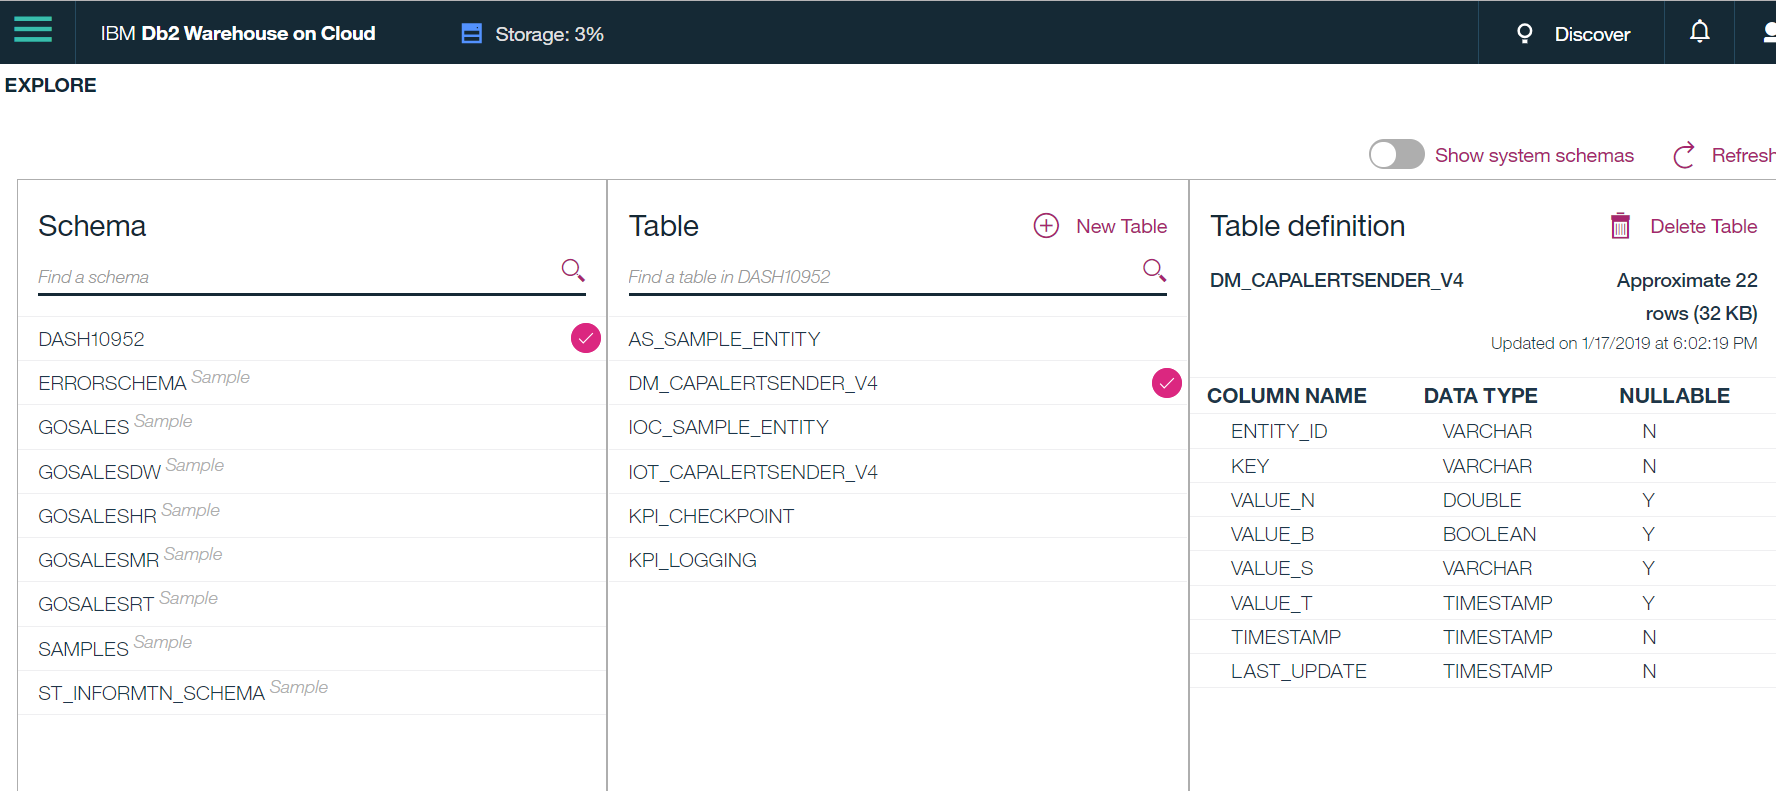 IBM Db2 Warehouse on Cloud
Storage: 3%
Discover
EXPLORE
Show system schemas
Refresh
Schema
Find a schema
DASH10952
ERRORSCHEMA Sample
GOSALES Sample
GOSALESDW Sample
GOSALESHR Sample
GOSALESMR Sample
GOSALESRT Sample
SAMPLES Sample
ST_INFORMTN_SCHEMA Sample
Table
New Table
Find a table in DASH10952
AS_SAMPLE_ENTITY
DM_CAPALERTSENDER_V4
IOC_SAMPLE_ENTITY
IOT_CAPALERTSENDER_V4
KPI_CHECKPOINT
KPI_LOGGING
Table definition
Delete Table
DM_CAPALERTSENDER_V4
Approximate 22
rows (32 KB)
Updated on 1/17/2019 at 6:02:19 PM
COLUMN NAME DATA TYPE NULLABLE
ENTITY_ID VARCHAR N
KEY VARCHAR N
VALUE_N DOUBLE Y
VALUE_B BOOLEAN Y
VALUE_S VARCHAR Y
VALUE_T TIMESTAMP Y
TIMESTAMP TIMESTAMP N
LAST_UPDATE TIMESTAMP N